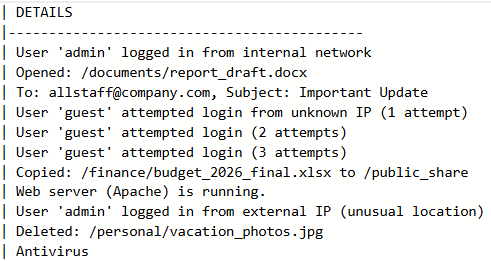 | DETAILS
|-------------------------------------------
| User 'admin' logged in from internal network
| Opened: /documents/report_draft.docx
| To: allstaff@company.com, Subject: Important Update
| User 'guest' attempted login from unknown IP (1 attempt)
| User 'guest' attempted login (2 attempts)
| User 'guest' attempted login (3 attempts)
| Copied: /finance/budget_2026_final.xlsx to /public_share
| Web server (Apache) is running.
| User 'admin' logged in from external IP (unusual location)
| Deleted: /personal/vacation_photos.jpg
| Antivirus